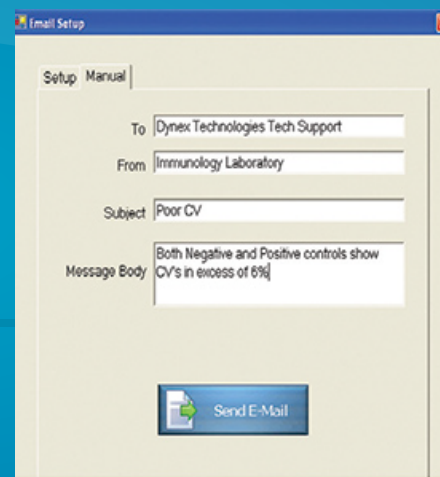 Email Setup
Setup Manual
To Dynex Technologies Tech Support
From Immunology Laboratory
Subject Poor CV
Message Body Both Negative and Positive controls show
CV's in excess of 6%
Send E-Mail